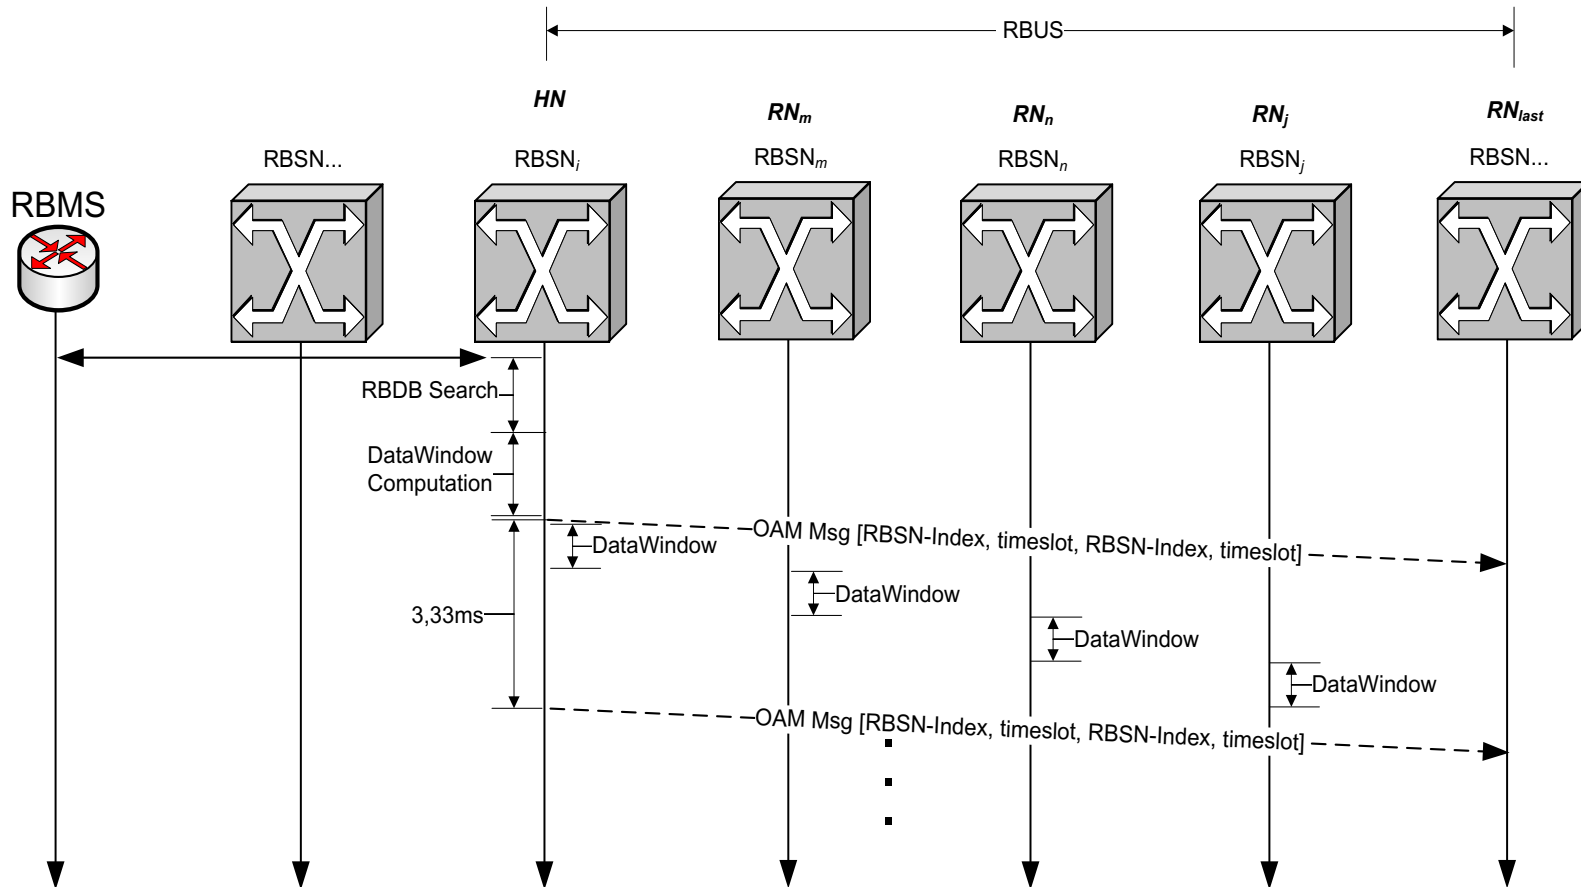 RBUS
HN
RNm
RNn
RNj
RNlast
RBSN...
RBSNi
RBSNm
RBSNn
RBSNj
RBSN...
RBMS
RBDB Search
DataWindow
Computation
OAM Msg [RBSN-Index, timeslot, RBSN-Index, timeslot]
DataWindow
DataWindow
3,33ms
DataWindow
DataWindow
OAM Msg [RBSN-Index, timeslot, RBSN-Index, timeslot]